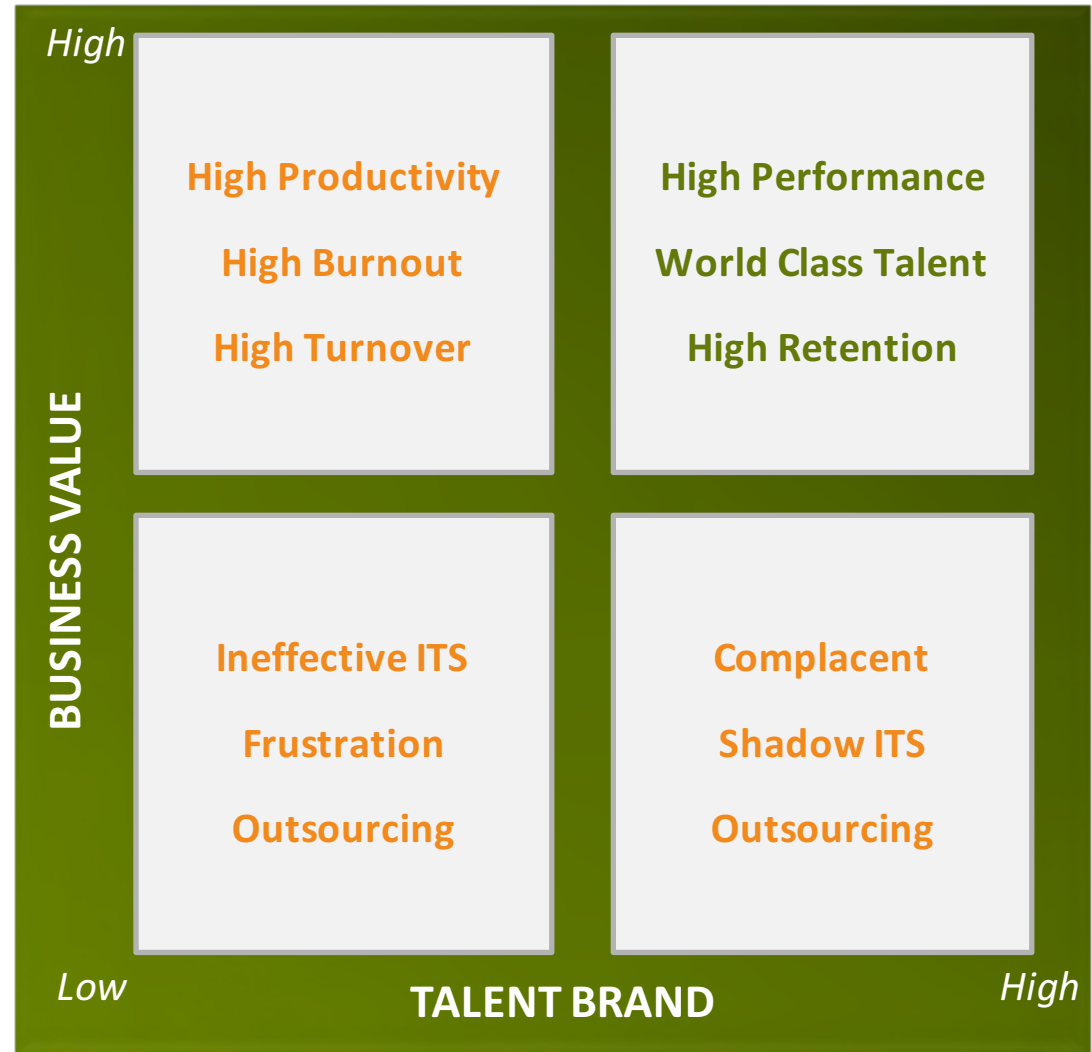 High
High Productivity
High Burnout
High Turnover
High Performance
World Class Talent
High Retention
BUSINESS VALUE
Ineffective ITS
Frustration
Outsourcing
Complacent
Shadow ITS
Outsourcing
Low
TALENT BRAND
High